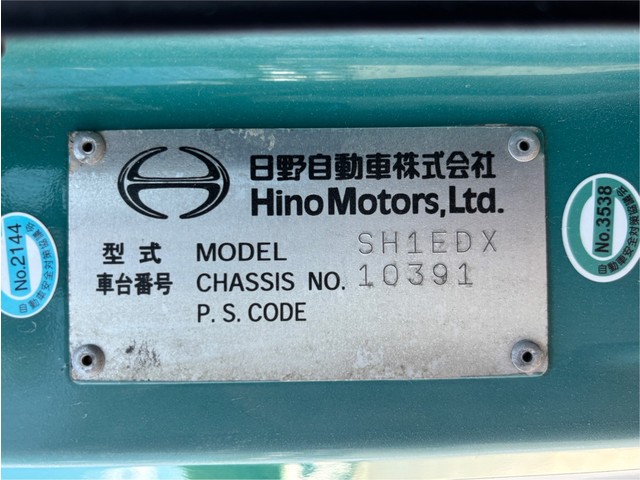 日野自動車株式会社
Hino Motors, Ltd.
型式 MODEL SH1EDX
車台番号 CHASSIS NO. 10391
P. S. CODE
No.2144
No.3538